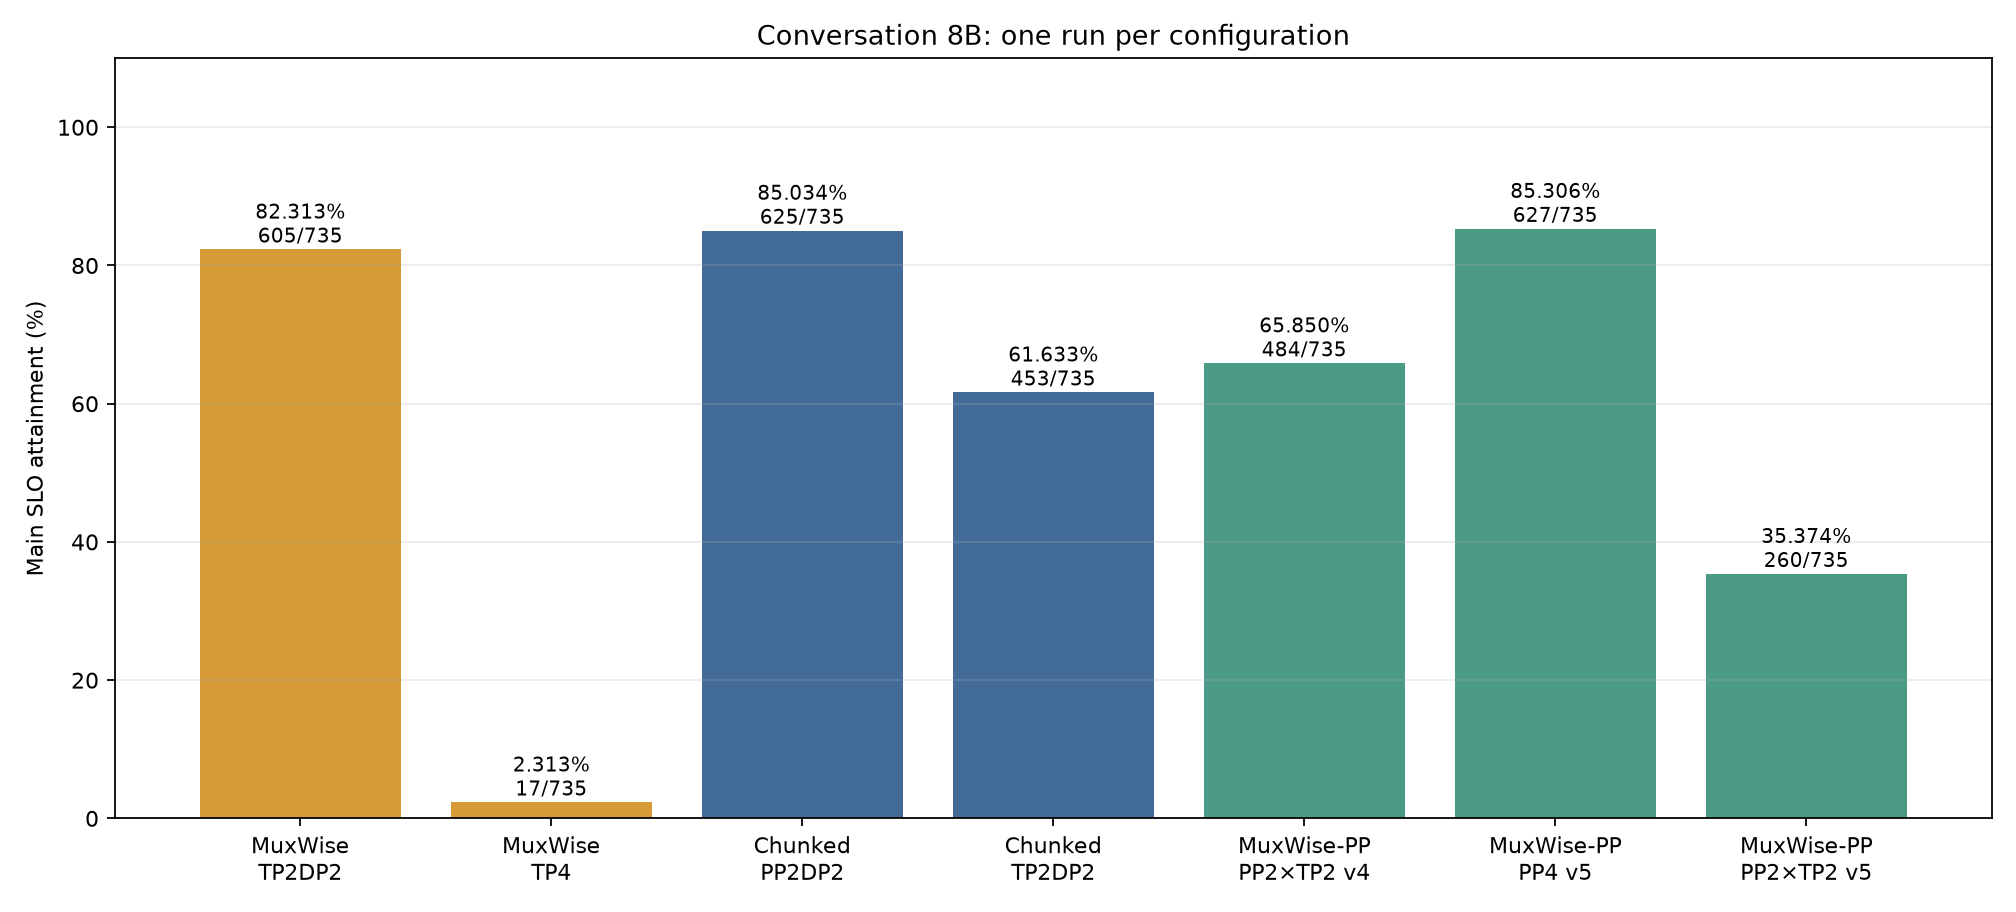 Conversation 8B: one run per configuration
Main SLO attainment (%)
100
80
60
40
20
0
82.313%
605/735
2.313%
17/735
85.034%
625/735
61.633%
453/735
65.850%
484/735
85.306%
627/735
35.374%
260/735
MuxWise
TP2DP2
MuxWise
TP4
Chunked
PP2DP2
Chunked
TP2DP2
MuxWise-PP
PP2×TP2 v4
MuxWise-PP
PP4 v5
MuxWise-PP
PP2×TP2 v5